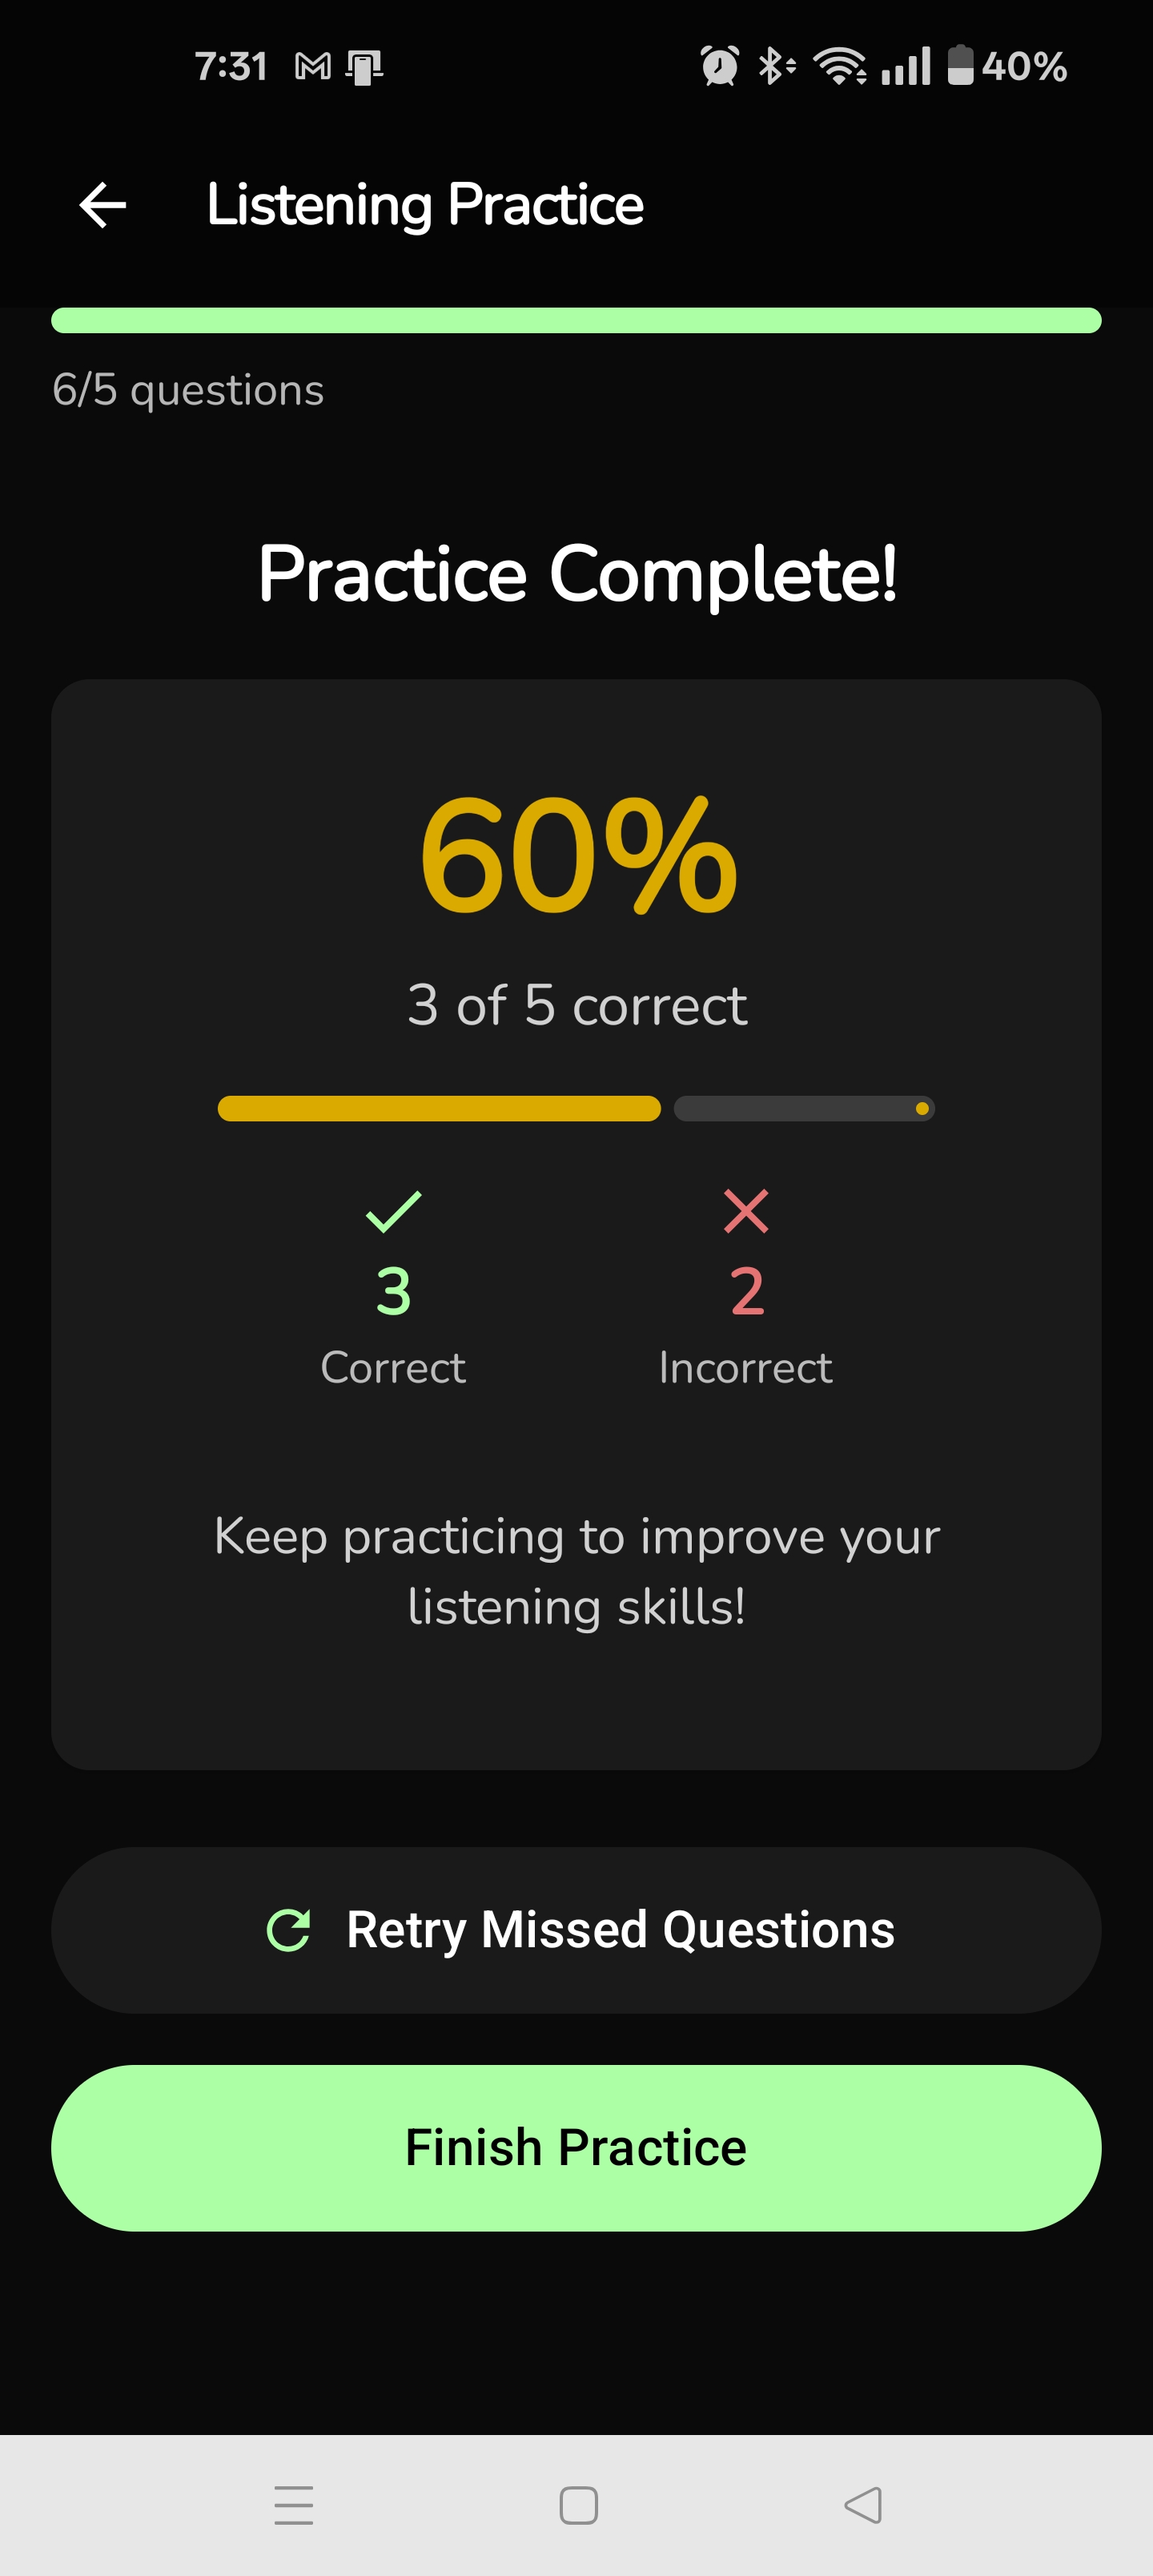 7:31
40%
Listening Practice
6/5 questions
Practice Complete!
60%
3 of 5 correct
3
2
Correct
Incorrect
Keep practicing to improve your
listening skills!
Retry Missed Questions
Finish Practice